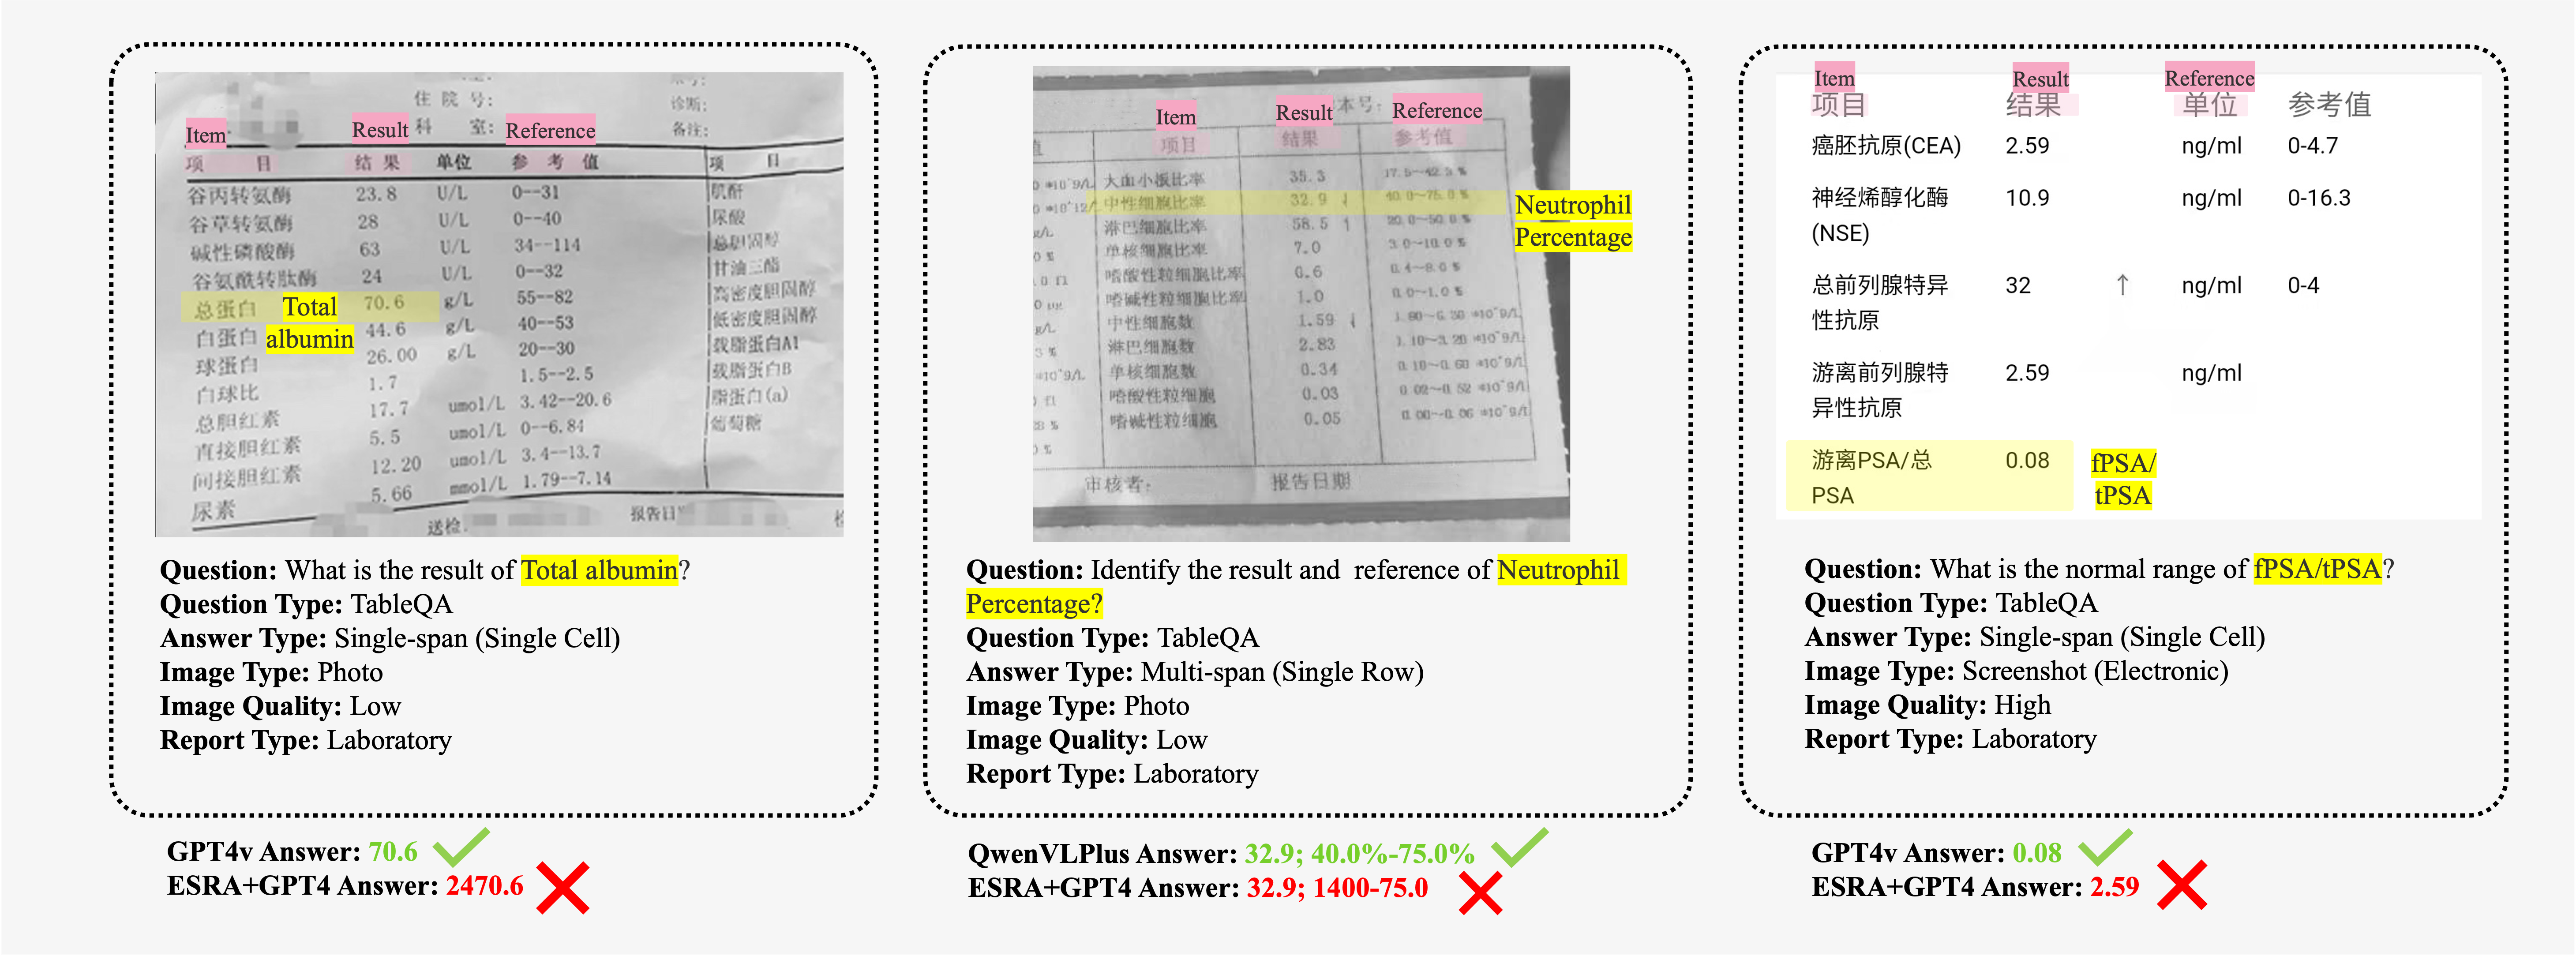 住 院 号:
诊断:
Item
Result
科 室:
Reference
备注:
项 目 结 果 单位 参 考 值 项 目
谷丙转氨酶 23.8 U/L 0--31 肌酐
谷草转氨酶 28 U/L 0--40 尿酸
碱性磷酸酶 63 U/L 34--114 总胆固醇
谷氨酰转肽酶 24 U/L 0--32 甘油三酯
总蛋白 Total 70.6 g/L 55--82 高密度胆固醇
白蛋白 albumin 44.6 g/L 40--53 低密度胆固醇
球蛋白 26.00 g/L 20--30 载脂蛋白A1
白球比 1.7 1.5--2.5 载脂蛋白B
总胆红素 17.7 umol/L 3.42--20.6 脂蛋白(a)
直接胆红素 5.5 umol/L 0--6.84 葡萄糖
间接胆红素 12.20 umol/L 3.4--13.7
尿素 5.66 mmol/L 1.79--7.14
送检
报告日
Question: What is the result of Total albumin?
Question Type: TableQA
Answer Type: Single-span (Single Cell)
Image Type: Photo
Image Quality: Low
Report Type: Laboratory
GPT4v Answer: 70.6
ESRA+GPT4 Answer: 2470.6
Item
Result
本号:
Reference
值 项目 结果 参考值
0 *10^9/L 大血小板比率 35.3 17.5~42.3 %
0 *10^12/L 中性细胞比率 32.9 ↓ 40.0~75.0 %
Neutrophil
Percentage
g/L 淋巴细胞比率 58.5 ↑ 20.0~50.0 %
0 % 单核细胞比率 7.0 3.0~10.0 %
0 fl 嗜酸性粒细胞比率 0.6 0.4~8.0 %
0 pg 嗜碱性粒细胞比率 1.0 0.0~1.0 %
g/L 中性细胞数 1.59 ↓ 1.80~6.30 *10^9/L
3 % 淋巴细胞数 2.83 1.10~3.20 *10^9/L
*10^9/L 单核细胞数 0.34 0.10~0.60 *10^9/L
fl 嗜酸性粒细胞 0.03 0.02~0.52 *10^9/L
8 % 嗜碱性粒细胞 0.05 0.00~0.06 *10^9/L
0 %
审核者: 报告日期
Question: Identify the result and reference of Neutrophil
Percentage?
Question Type: TableQA
Answer Type: Multi-span (Single Row)
Image Type: Photo
Image Quality: Low
Report Type: Laboratory
QwenVLPlus Answer: 32.9; 40.0%-75.0%
ESRA+GPT4 Answer: 32.9; 1400-75.0
Item Result Reference
项目 结果 单位 参考值
癌胚抗原(CEA) 2.59 ng/ml 0-4.7
神经烯醇化酶 10.9 ng/ml 0-16.3
(NSE)
总前列腺特异 32 ↑ ng/ml 0-4
性抗原
游离前列腺特 2.59 ng/ml
异性抗原
游离PSA/总 0.08 fPSA/
PSA tPSA
Question: What is the normal range of fPSA/tPSA?
Question Type: TableQA
Answer Type: Single-span (Single Cell)
Image Type: Screenshot (Electronic)
Image Quality: High
Report Type: Laboratory
GPT4v Answer: 0.08
ESRA+GPT4 Answer: 2.59